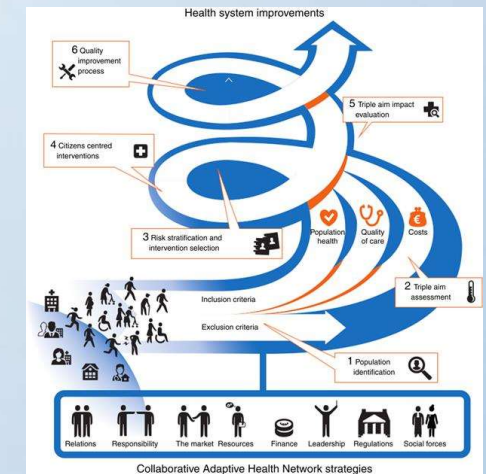 Health system improvements
6 Quality
improvement
process
5 Triple aim impact
evaluation
4 Citizens centred
interventions
3 Risk stratification and
intervention selection
Population
health
Quality
of care
Costs
2 Triple aim
assessment
Inclusion criteria
Exclusion criteria
1 Population
identification
Relations
Responsibility
The market
Resources
Finance
Leadership
Regulations
Social forces
Collaborative Adaptive Health Network strategies